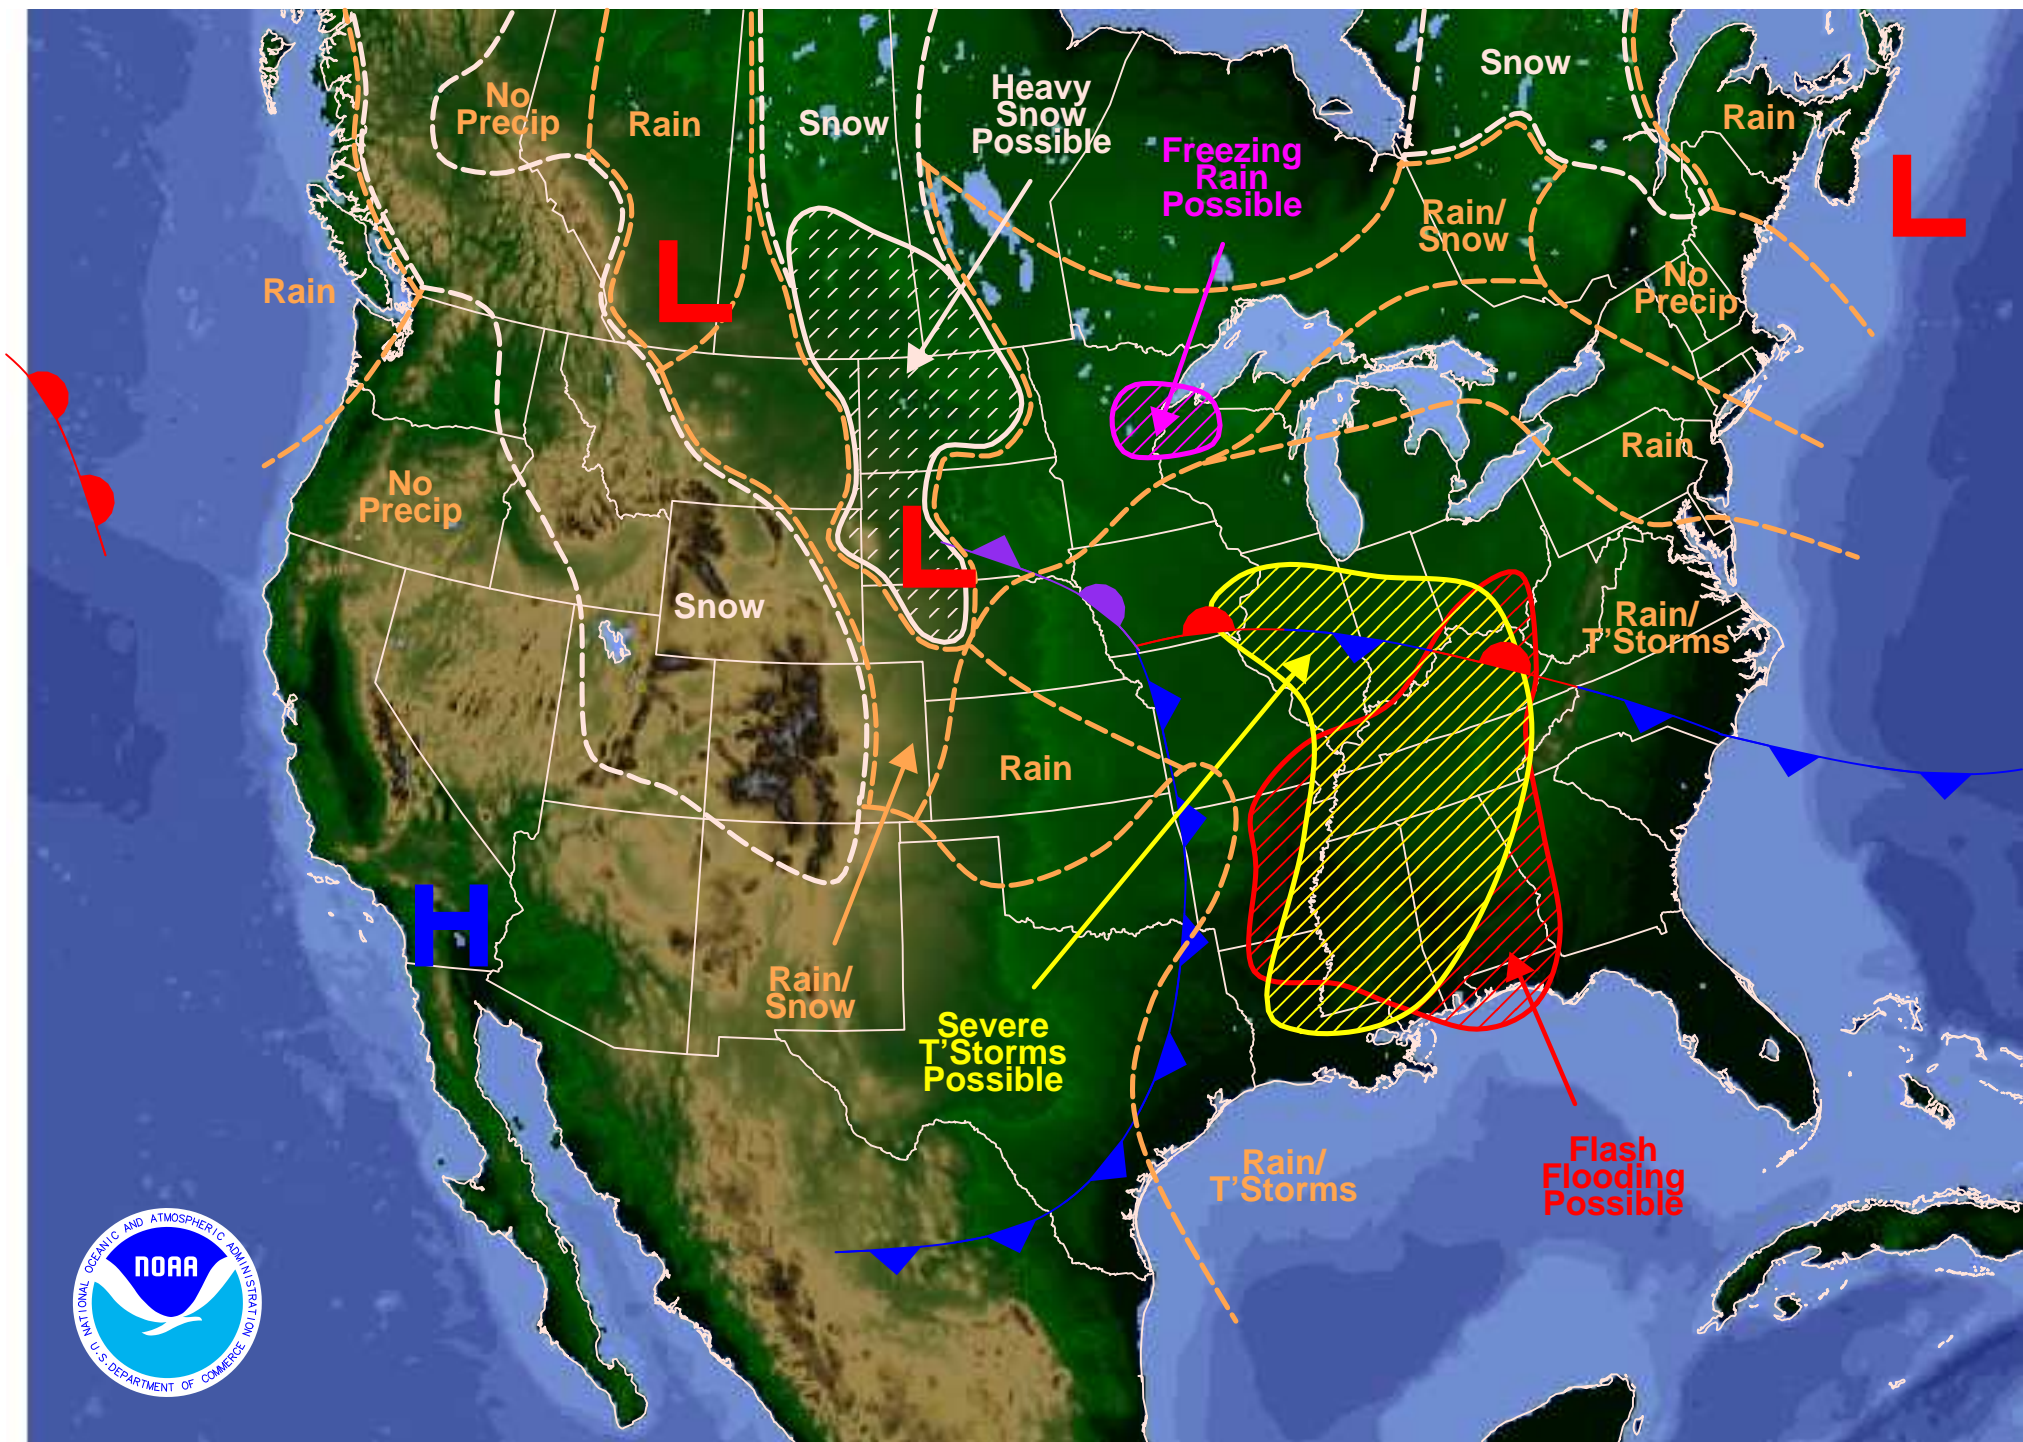 Snow
No
Precip
Rain
Snow
Heavy
Snow
Possible
Freezing
Rain
Possible
Rain
Rain/
Snow
L
L
Rain
No
Precip
Rain
No
Precip
L
Snow
Rain/
T'Storms
Rain
H
Rain/
Snow
Severe
T'Storms
Possible
Rain/
T'Storms
Flash
Flooding
Possible
NATIONAL OCEANIC AND ATMOSPHERIC ADMINISTRATION
NOAA
U.S. DEPARTMENT OF COMMERCE